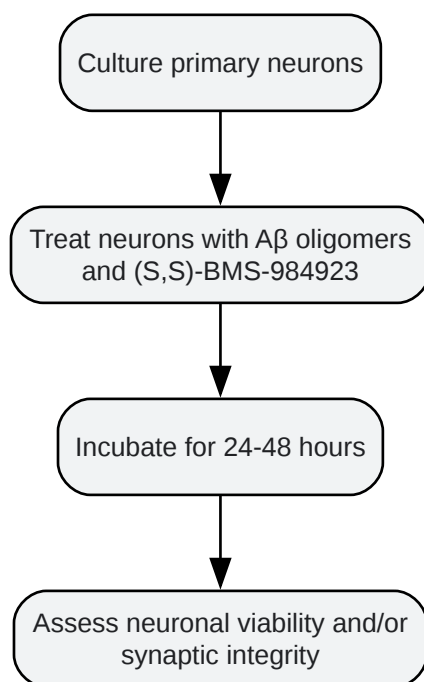 Culture primary neurons
Treat neurons with Aβ oligomers
and (S,S)-BMS-984923
Incubate for 24-48 hours
Assess neuronal viability and/or
synaptic integrity